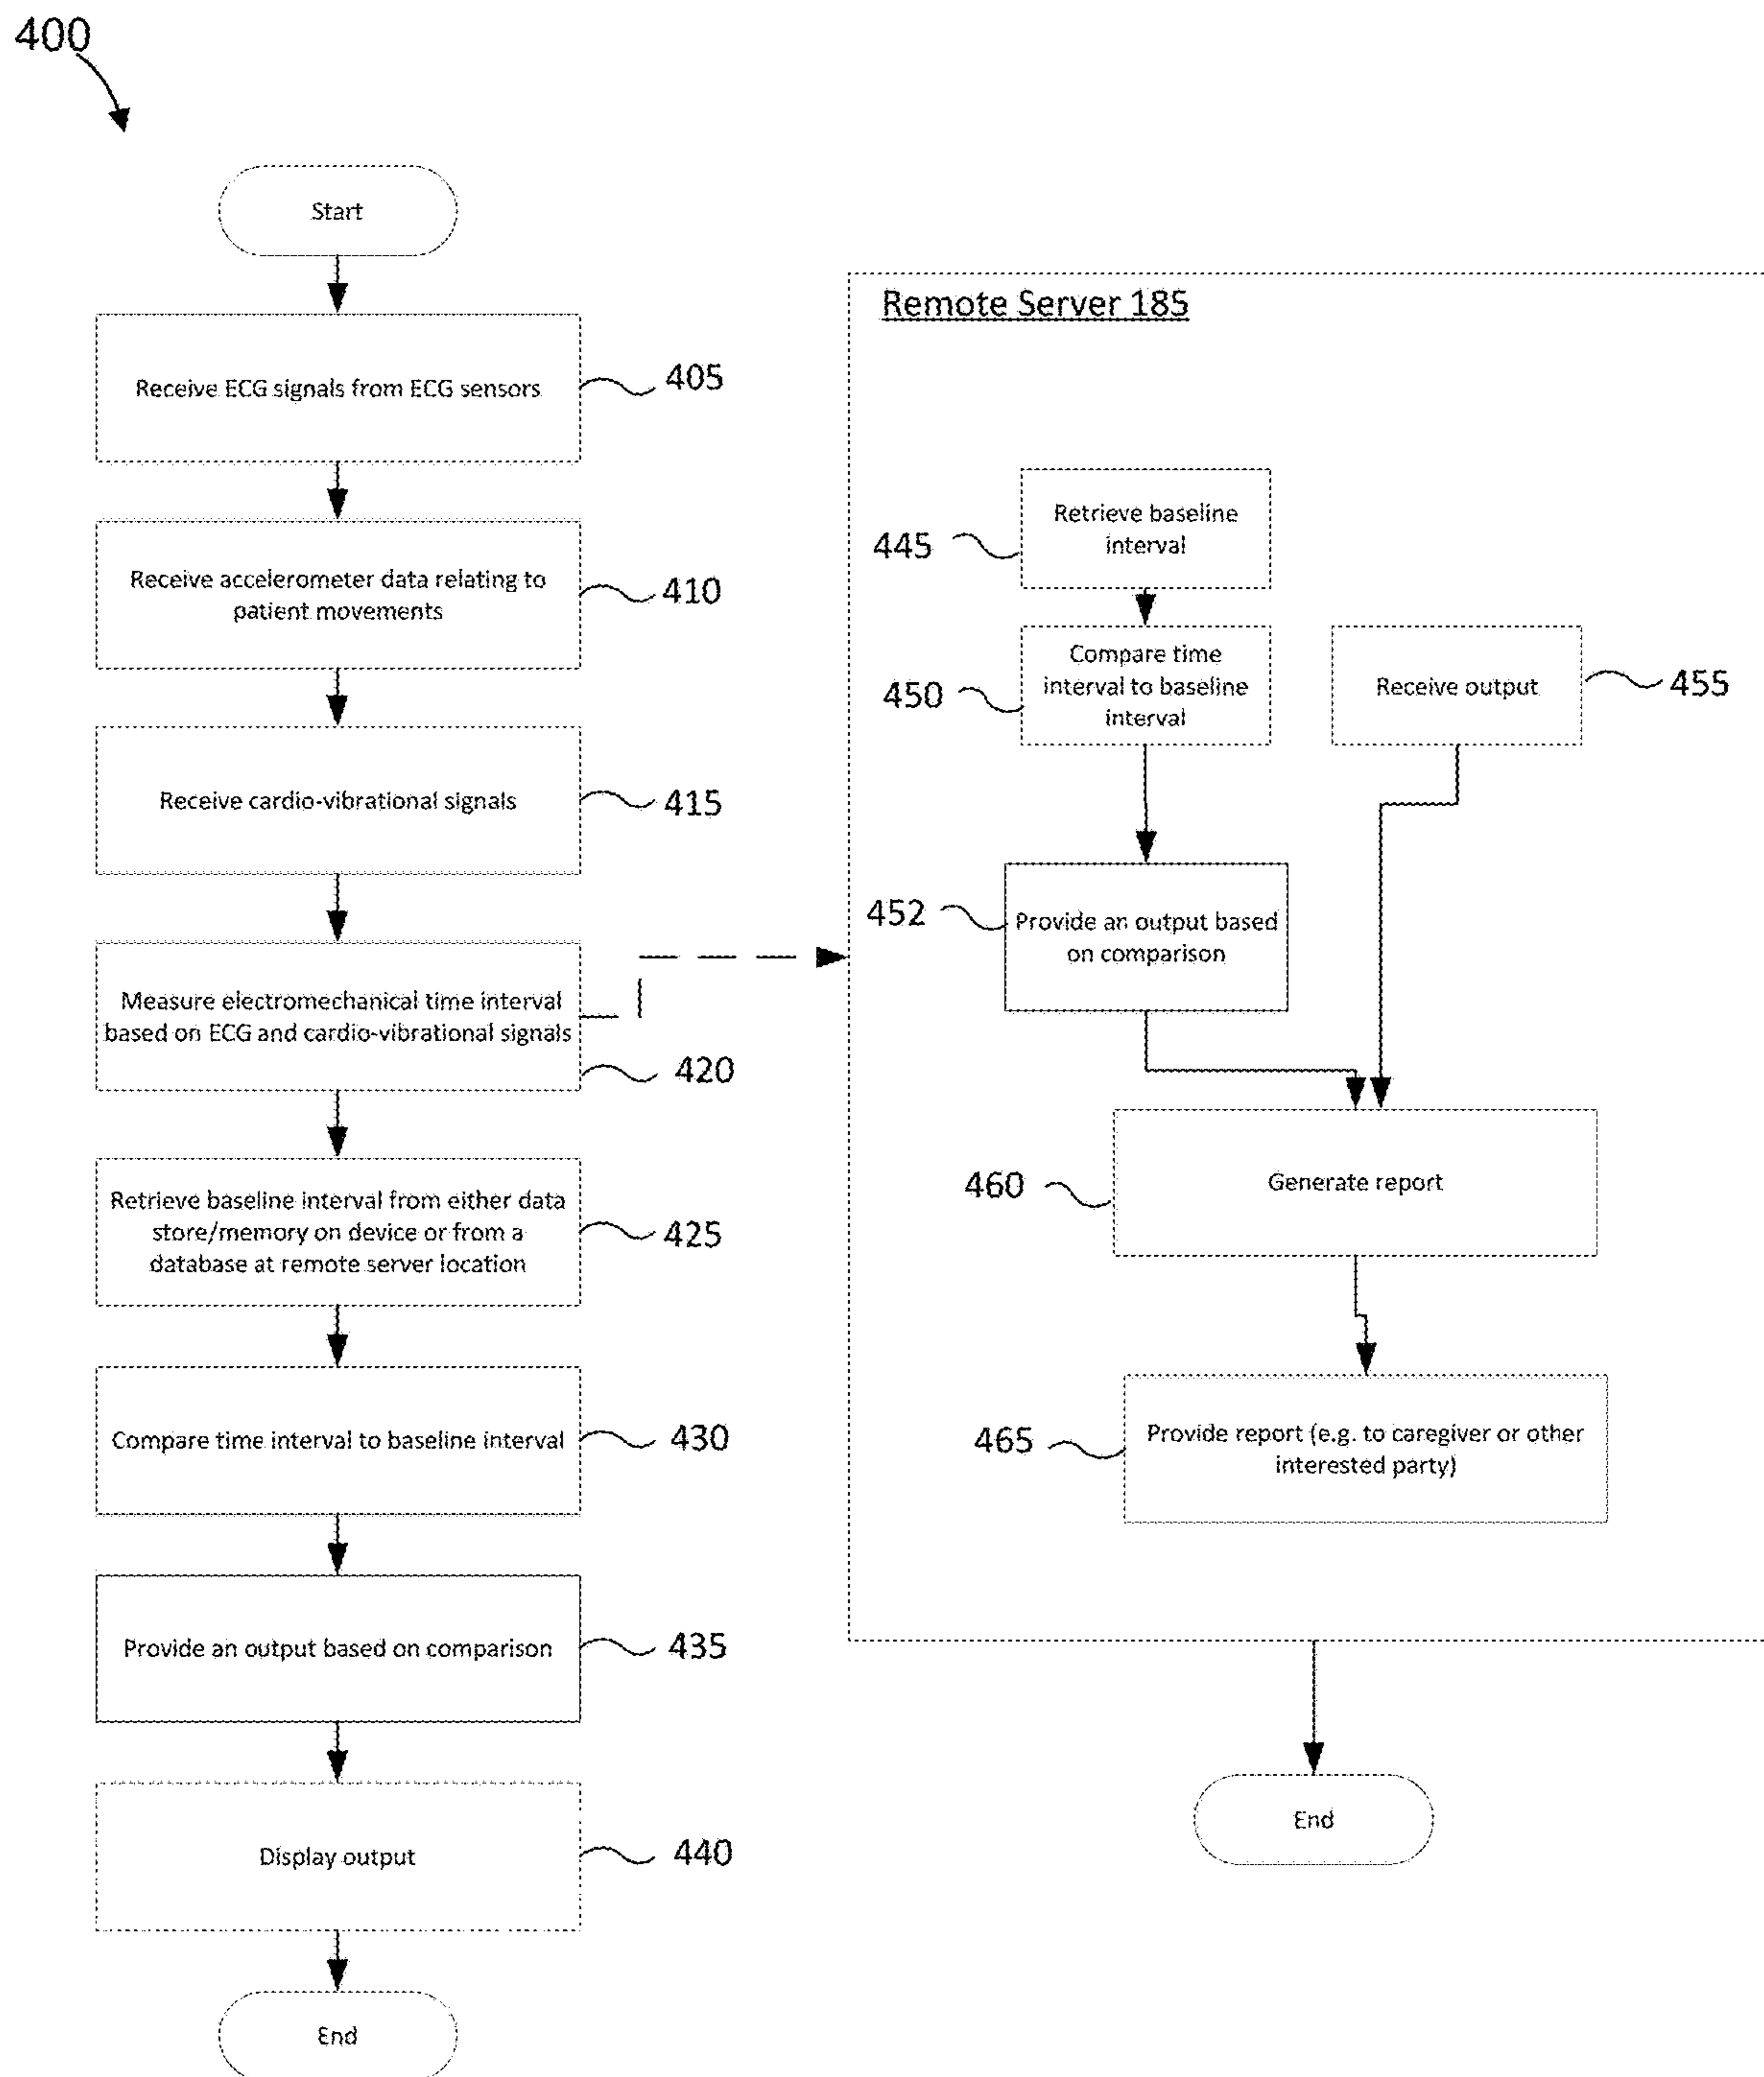 400
Start
Receive ECG signals from ECG sensors
405
Receive accelerometer data relating to
patient movements
410
Receive cardio-vibrational signals
415
Measure electromechanical time interval
based on ECG and cardio-vibrational signals
420
Retrieve baseline interval from either data
store/memory on device or from a
database at remote server location
425
Compare time interval to baseline interval
430
Provide an output based on comparison
435
Display output
440
End
Remote Server 185
Retrieve baseline
interval
445
Compare time
interval to baseline
interval
450
Receive output
455
Provide an output based
on comparison
452
Generate report
460
Provide report (e.g. to caregiver or other
interested party)
465
End